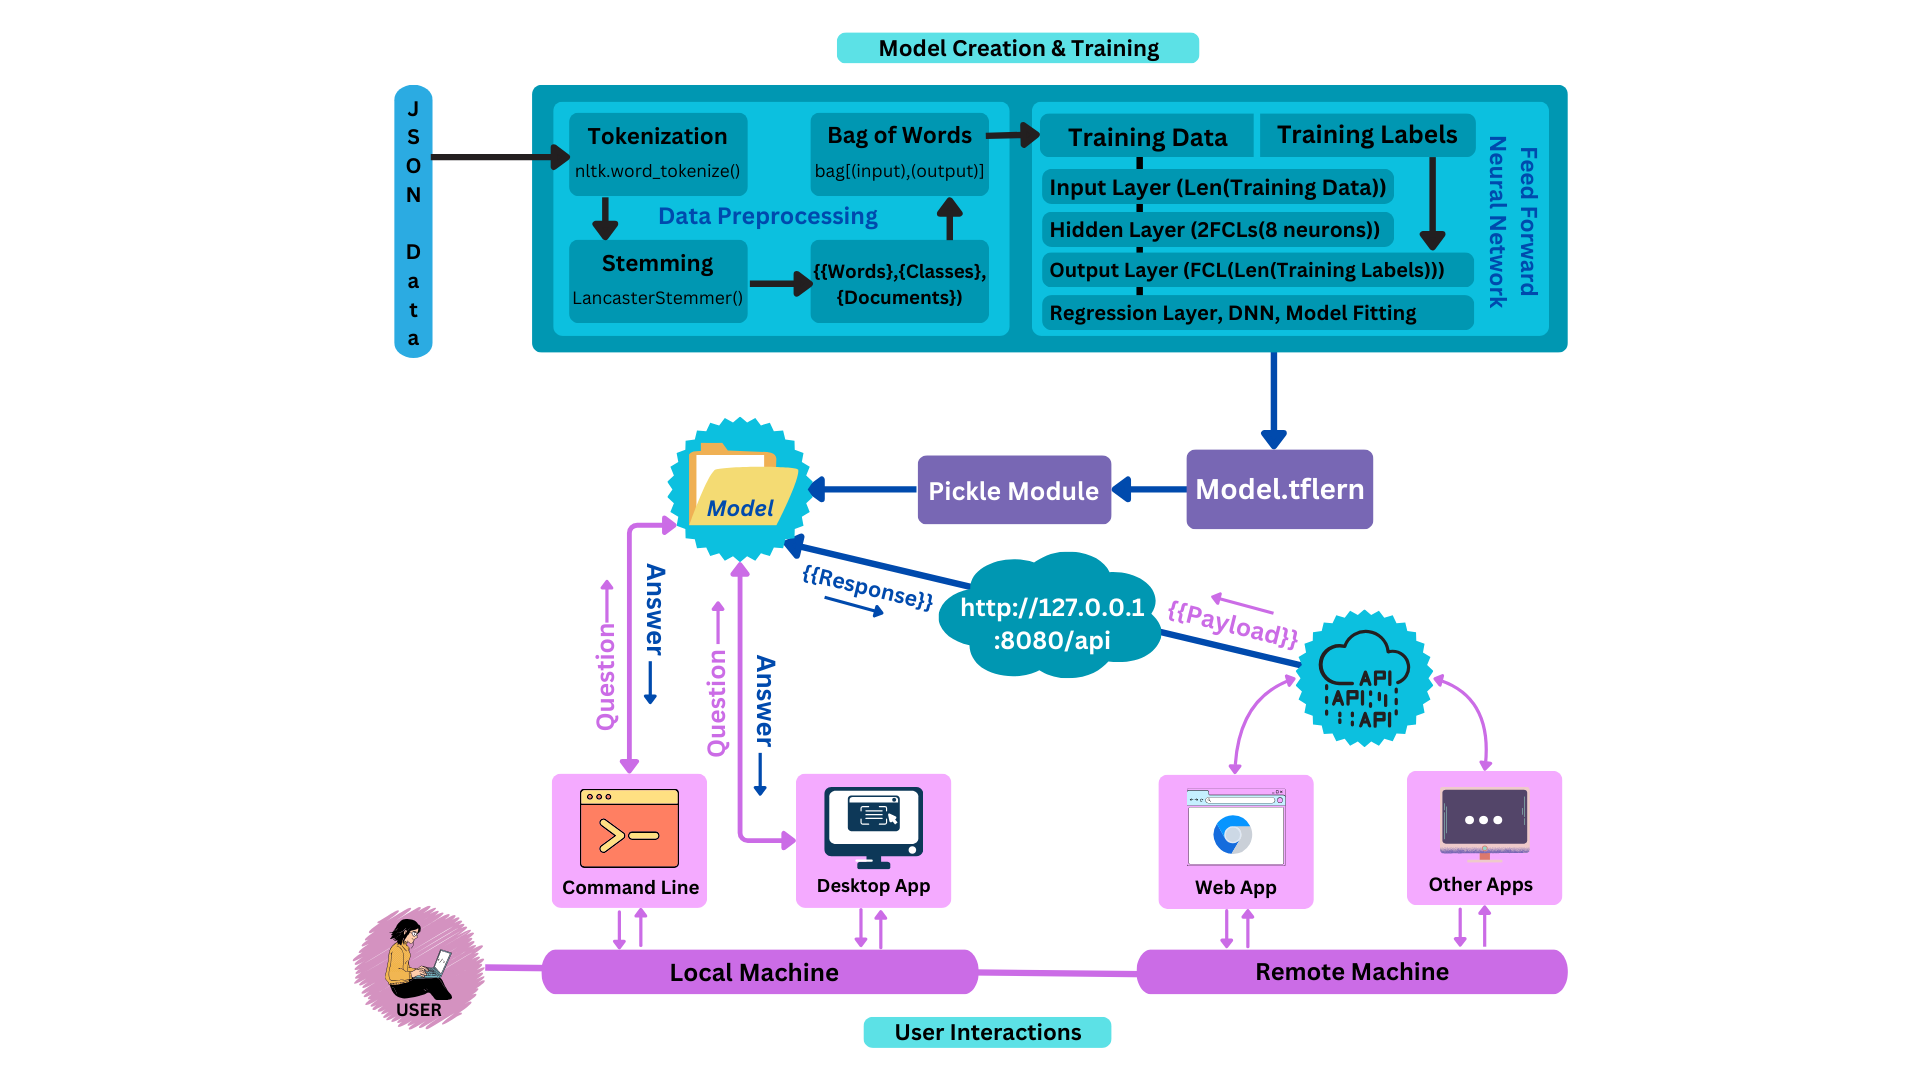 Model Creation & Training
JSON Data
Tokenization
nltk.word_tokenize()
Bag of Words
bag[(input),(output)]
Data Preprocessing
Stemming
LancasterStemmer()
{{Words},{Classes},
{Documents})
Training Data
Training Labels
Input Layer (Len(Training Data))
Hidden Layer (2FCLs(8 neurons))
Output Layer (FCL(Len(Training Labels)))
Regression Layer, DNN, Model Fitting
Feed Forward
Neural Network
Model
Pickle Module
Model.tflern
{{Response}}
http://127.0.0.1
:8080/api
{{Payload}}
API
API
API
Question
Answer
Question
Answer
Command Line
Desktop App
Web App
Other Apps
USER
Local Machine
Remote Machine
User Interactions